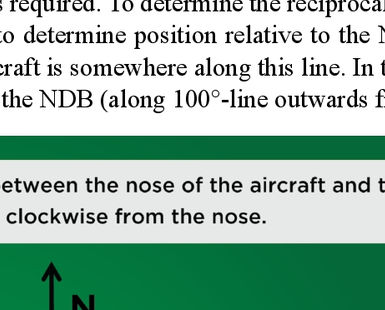 required. To determine the reciprocal
to determine position relative to the
craft is somewhere along this line. In
the NDB (along 100°-line outwards
between the nose of the aircraft and
clockwise from the nose.
N